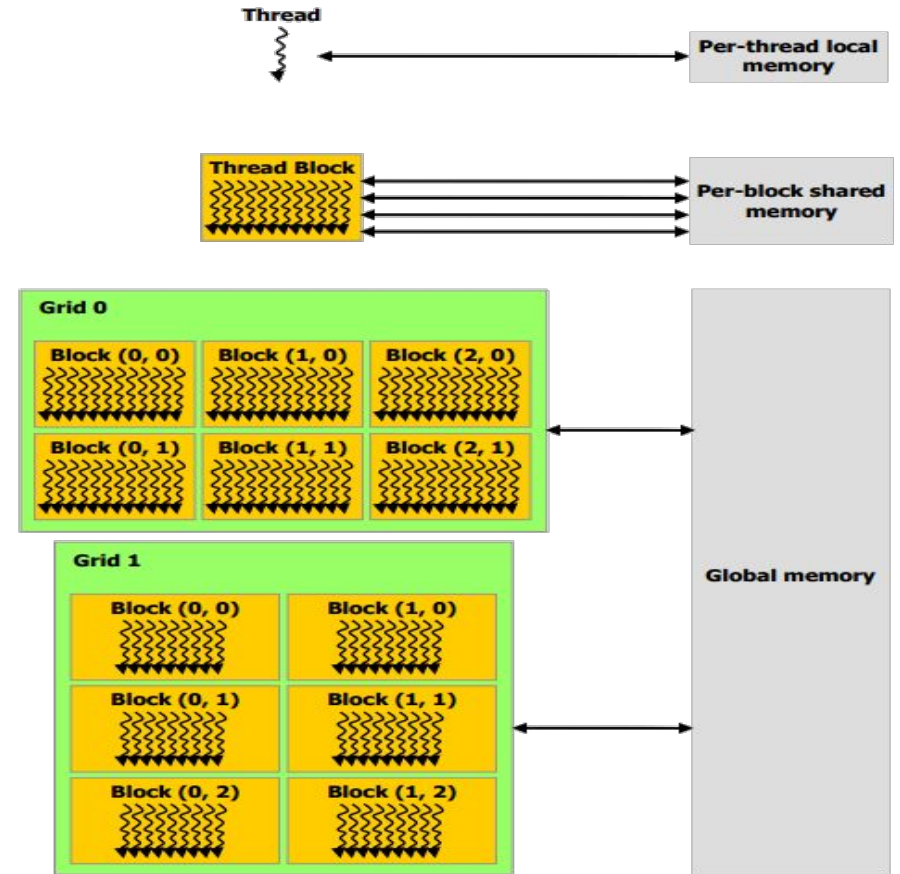 Thread
Per-thread local
memory
Thread Block
Per-block shared
memory
Grid 0
Block (0, 0) Block (1, 0) Block (2, 0)
Block (0, 1) Block (1, 1) Block (2, 1)
Grid 1
Block (0, 0) Block (1, 0)
Block (0, 1) Block (1, 1)
Block (0, 2) Block (1, 2)
Global memory